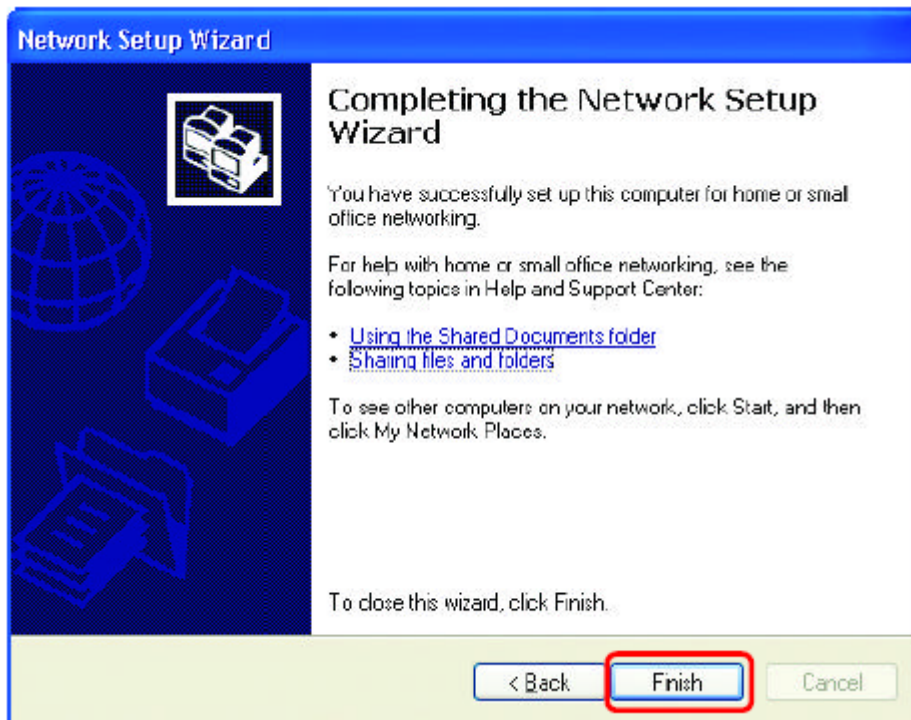 Network Setup Wizard
Completing the Network Setup
Wizard
You have successfully set up this computer for home or small
office networking.
For help with home or small office networking, see the
following topics in Help and Support Center:
• Using the Shared Documents folder
• Sharing files and folders
To see other computers on your network, click Start, and then
click My Network Places.
To close this wizard, click Finish.
< Back Finish Cancel